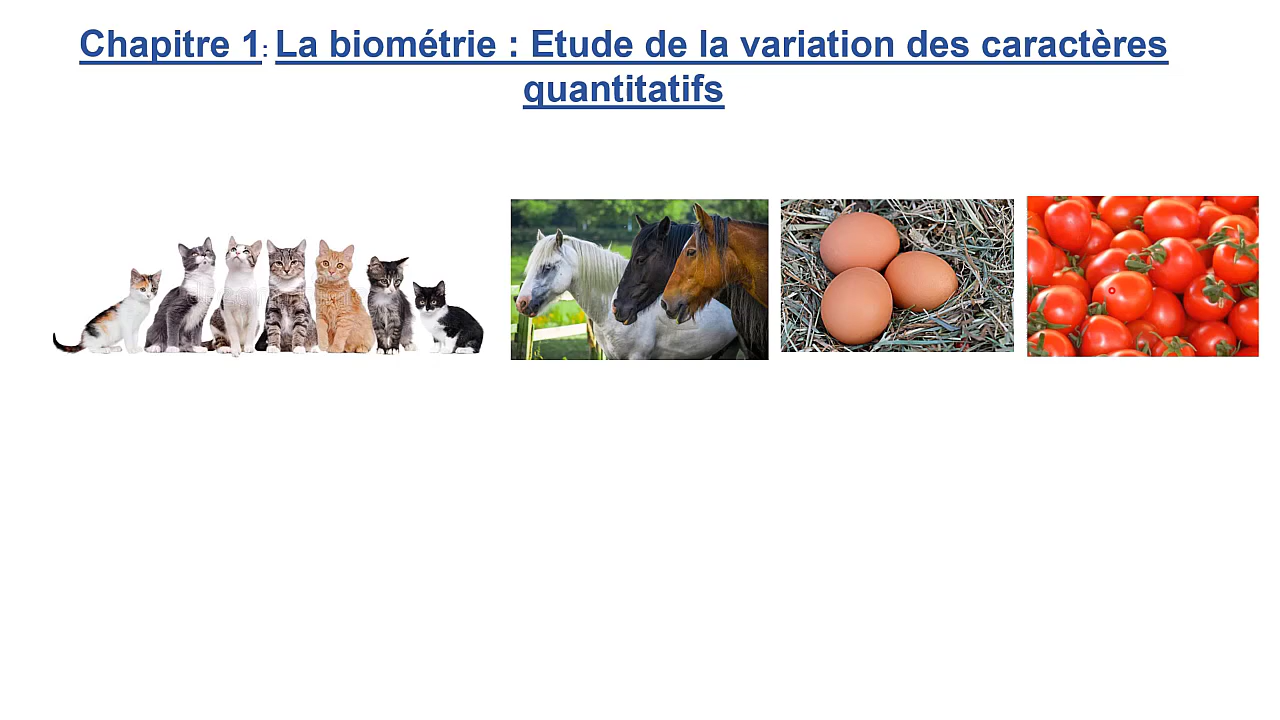 Chapitre 1: La biométrie : Etude de la variation des caractères
quantitatifs